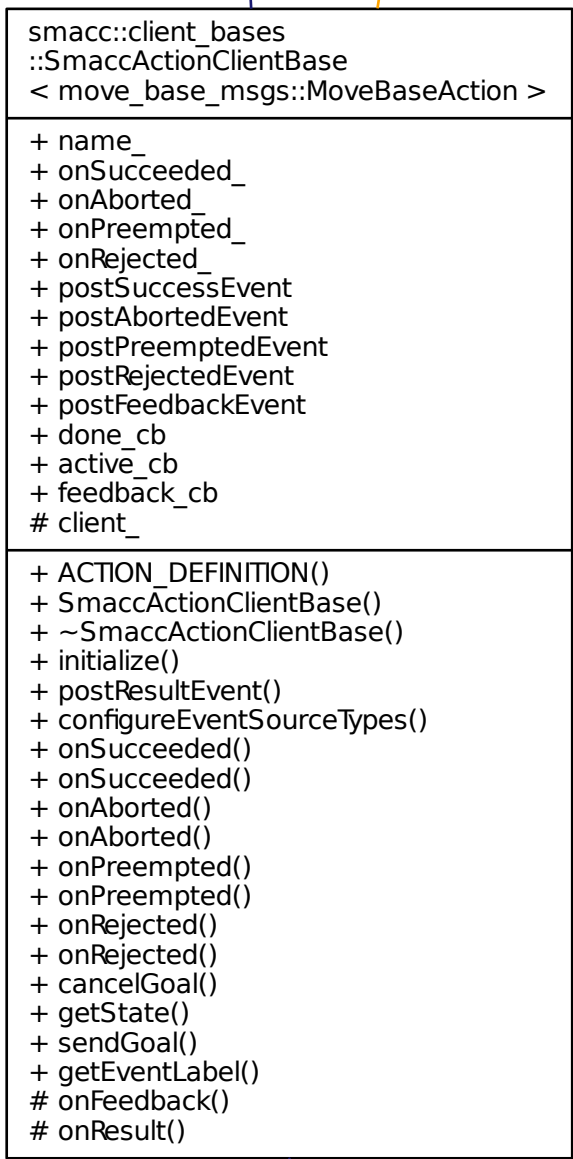 smacc::client_bases
::SmaccActionClientBase
< move_base_msgs::MoveBaseAction >
+ name_
+ onSucceeded_
+ onAborted_
+ onPreempted_
+ onRejected_
+ postSuccessEvent
+ postAbortedEvent
+ postPreemptedEvent
+ postRejectedEvent
+ postFeedbackEvent
+ done_cb
+ active_cb
+ feedback_cb
# client_
+ ACTION_DEFINITION()
+ SmaccActionClientBase()
+ ~SmaccActionClientBase()
+ initialize()
+ postResultEvent()
+ configureEventSourceTypes()
+ onSucceeded()
+ onSucceeded()
+ onAborted()
+ onAborted()
+ onPreempted()
+ onPreempted()
+ onRejected()
+ onRejected()
+ cancelGoal()
+ getState()
+ sendGoal()
+ getEventLabel()
# onFeedback()
# onResult()